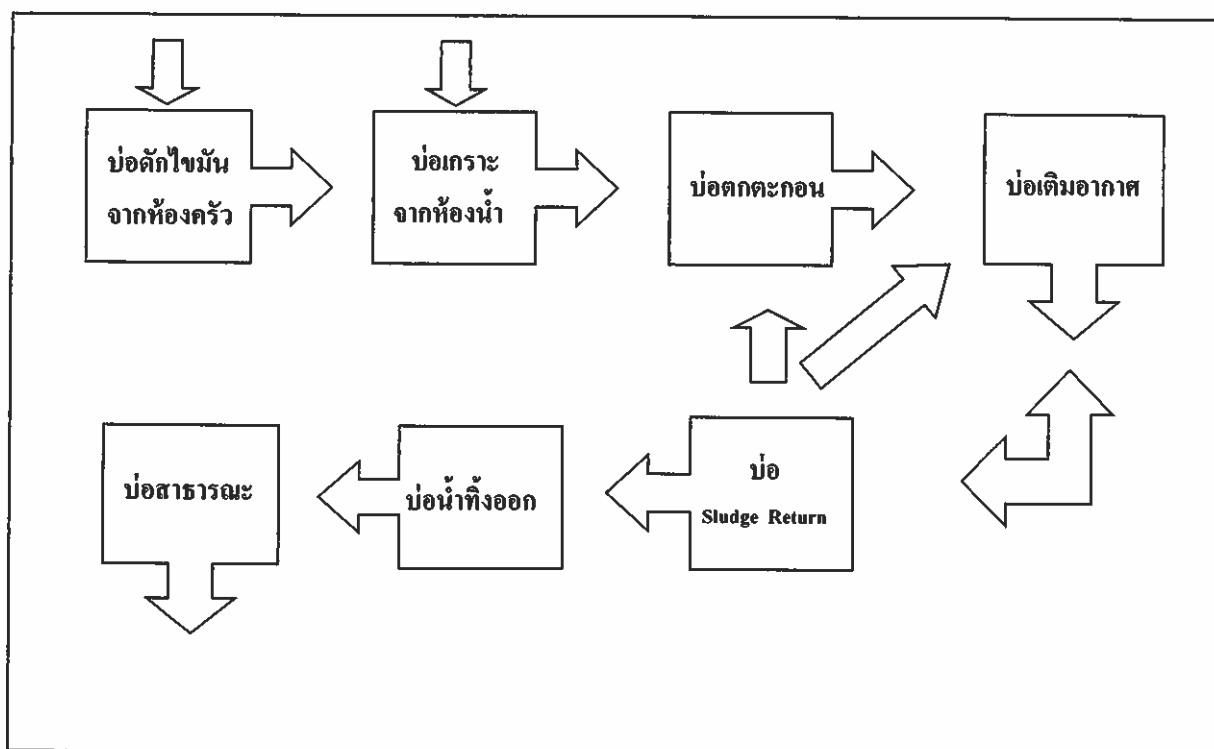 บ่อดักไขมัน
จากห้องครัว
บ่อเกราะ
จากห้องน้ำ
บ่อตกตะกอน
บ่อเติมอากาศ
บ่อสาธารณะ
บ่อน้ำทิ้งออก
บ่อ
Sludge Return